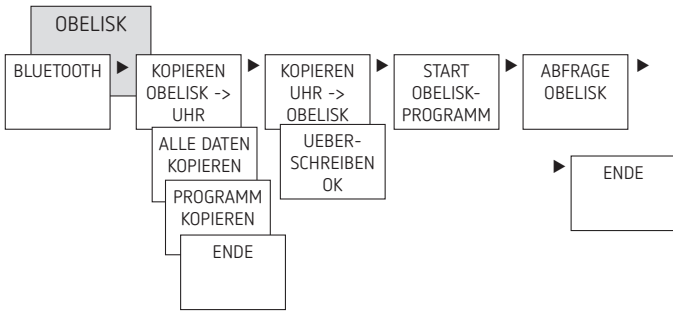 OBELISK
BLUETOOTH
KOPIEREN
OBELISK ->
UHR
ALLE DATEN
KOPIEREN
PROGRAMM
KOPIEREN
ENDE
KOPIEREN
UHR ->
OBELISK
UEBER-
SCHREIBEN
OK
START
OBELISK-
PROGRAMM
ABFRAGE
OBELISK
ENDE